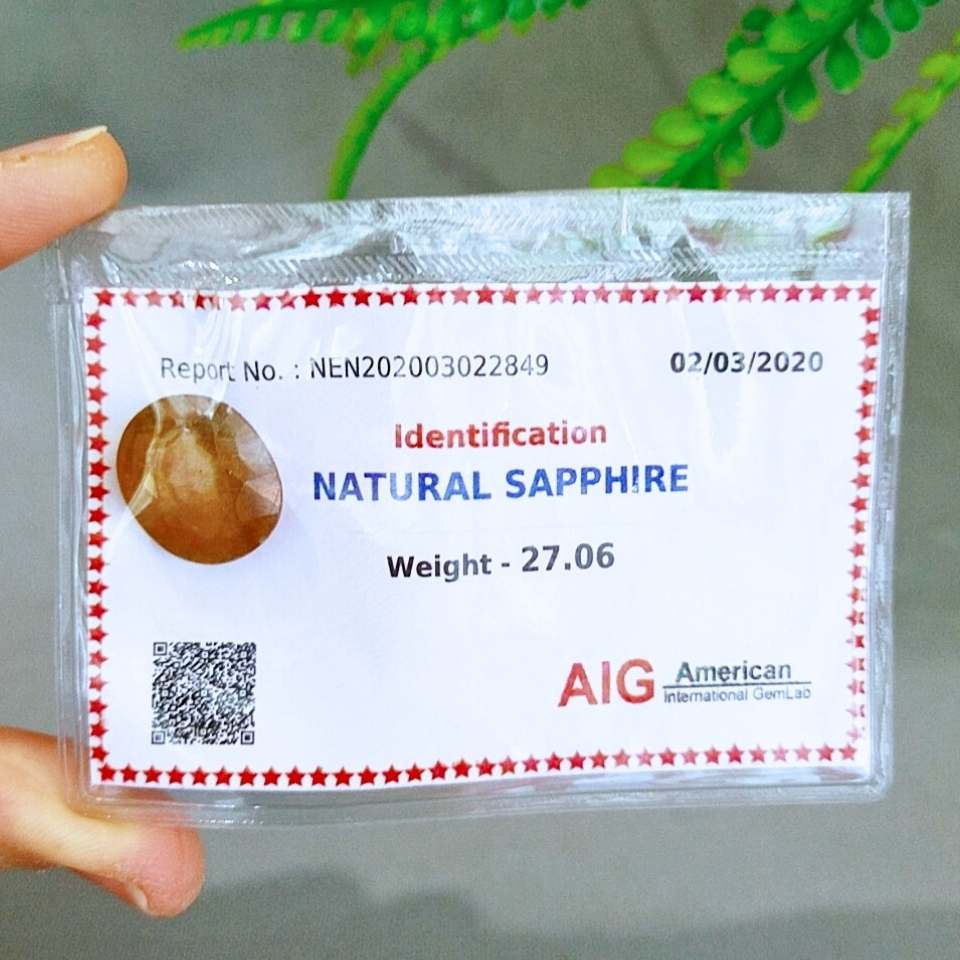 Report No. : NEN202003022849 02/03/2020
Identification
NATURAL SAPPHIRE
Weight - 27.06
AIG American
International GemLab